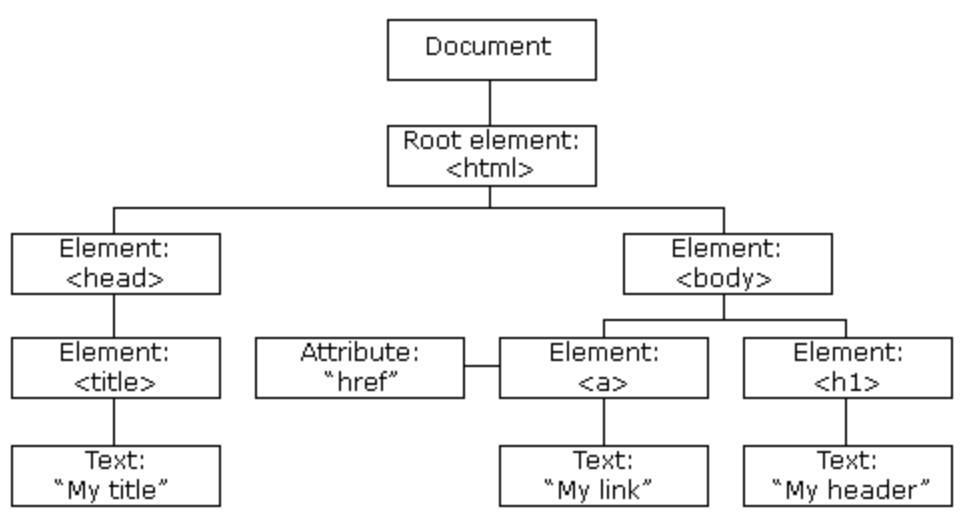 Document
Root element:
<html>
Element:
<head>
Element:
<body>
Element:
<title>
Attribute:
“href”
Element:
<a>
Element:
<h1>
Text:
“My title”
Text:
“My link”
Text:
“My header”